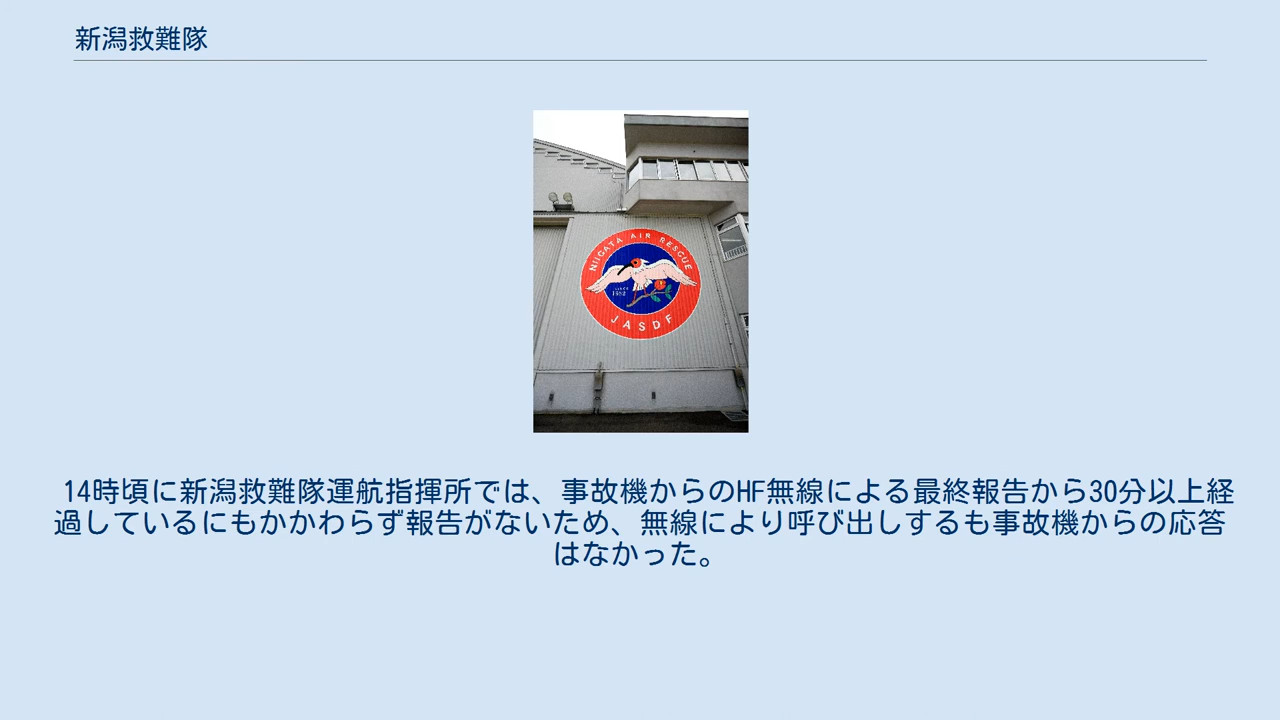 新潟救難隊
NIIGATA AIR RESCUE
SINCE
1962
JASDF
14時頃に新潟救難隊運航指揮所では、事故機からのHF無線による最終報告から30分以上経
過しているにもかかわらず報告がないため、無線により呼び出しするも事故機からの応答
はなかった。